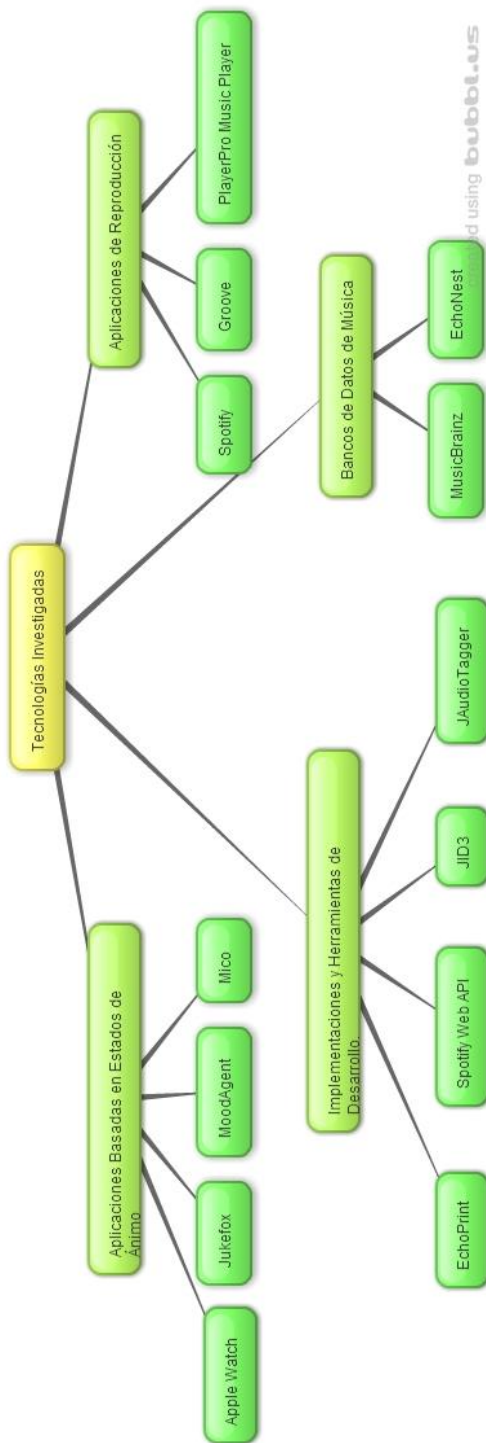 Tecnologías Investigadas
Aplicaciones Basadas en Estados de
Ánimo
Apple Watch
Jukefox
MoodAgent
Mico
Implementaciones y Herramientas de
Desarrollo
EchoPrint
Spotify Web API
JID3
JAudioTagger
Bancos de Datos de Música
MusicBrainz
EchoNest
Aplicaciones de Reproducción
Spotify
Groove
PlayerPro Music Player
created using bubbl.us